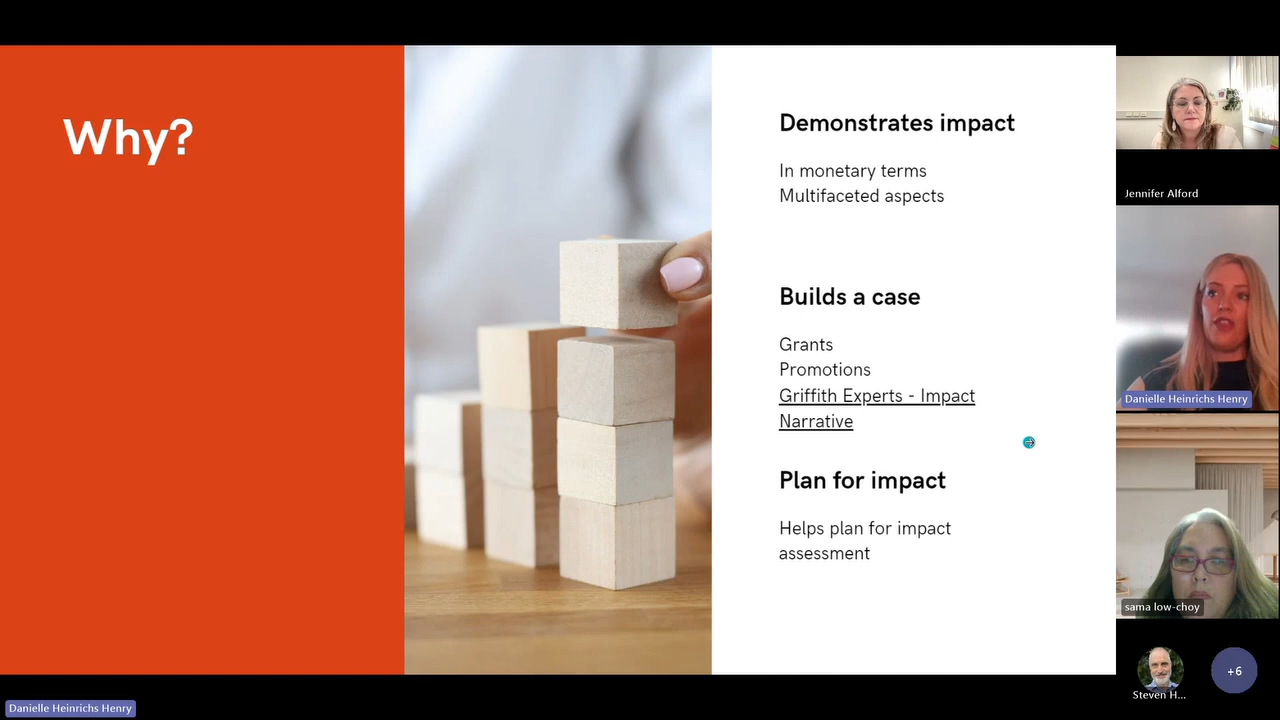 Why?
Demonstrates impact
In monetary terms
Multifaceted aspects
Builds a case
Grants
Promotions
Griffith Experts - Impact
Narrative
Plan for impact
Helps plan for impact
assessment
Jennifer Alford
Danielle Heinrichs Henry
sama low-choy
Steven H...
+6
Danielle Heinrichs Henry